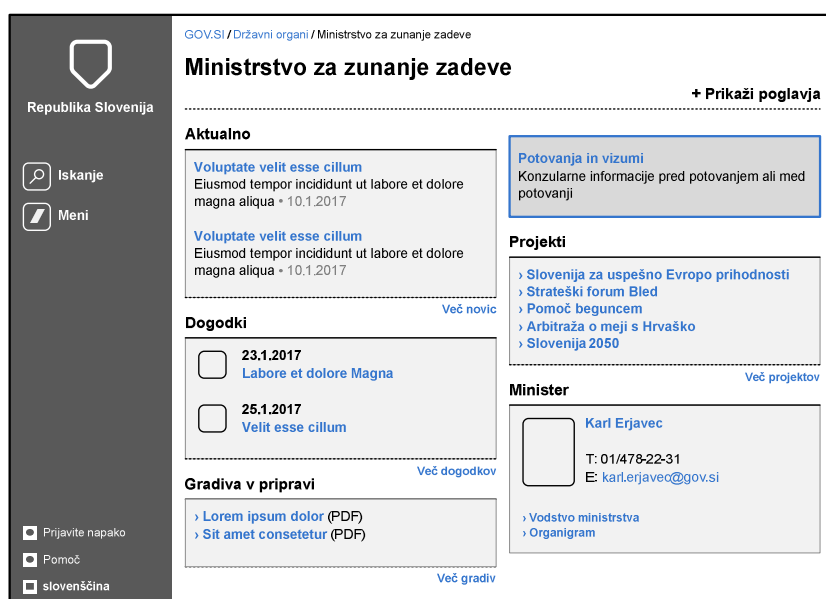 Republika Slovenija
Iskanje
Meni
Prijavite napako
Pomoč
slovenščina
GOV.SI / Državni organi / Ministrstvo za zunanje zadeve
Ministrstvo za zunanje zadeve
+ Prikaži poglavja
Aktualno
Voluptate velit esse cillum
Eiusmod tempor incididunt ut labore et dolore
magna aliqua • 10.1.2017
Voluptate velit esse cillum
Eiusmod tempor incididunt ut labore et dolore
magna aliqua • 10.1.2017
Več novic
Dogodki
23.1.2017
Labore et dolore Magna
25.1.2017
Velit esse cillum
Več dogodkov
Gradiva v pripravi
› Lorem ipsum dolor (PDF)
› Sit amet consetetur (PDF)
Več gradiv
Potovanja in vizumi
Konzularne informacije pred potovanjem ali med
potovanji
Projekti
› Slovenija za uspešno Evropo prihodnosti
› Strateški forum Bled
› Pomoč beguncem
› Arbitraža o meji s Hrvaško
› Slovenija 2050
Več projektov
Minister
Karl Erjavec
T: 01/478-22-31
E: karl.erjavec@gov.si
› Vodstvo ministrstva
› Organigram